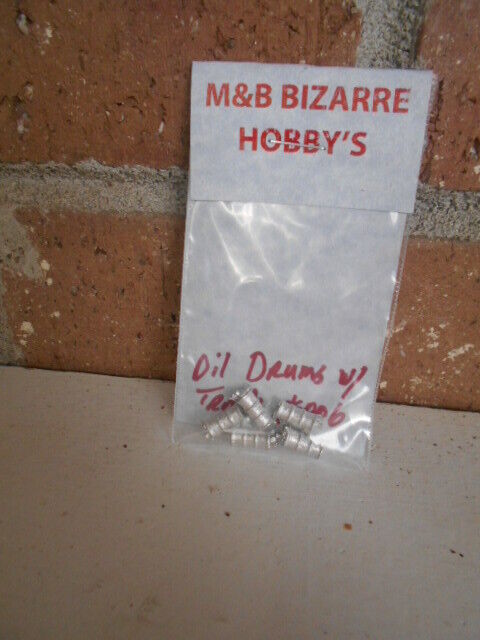 M&B BIZARRE
HOBBY'S
Oil Drums w/